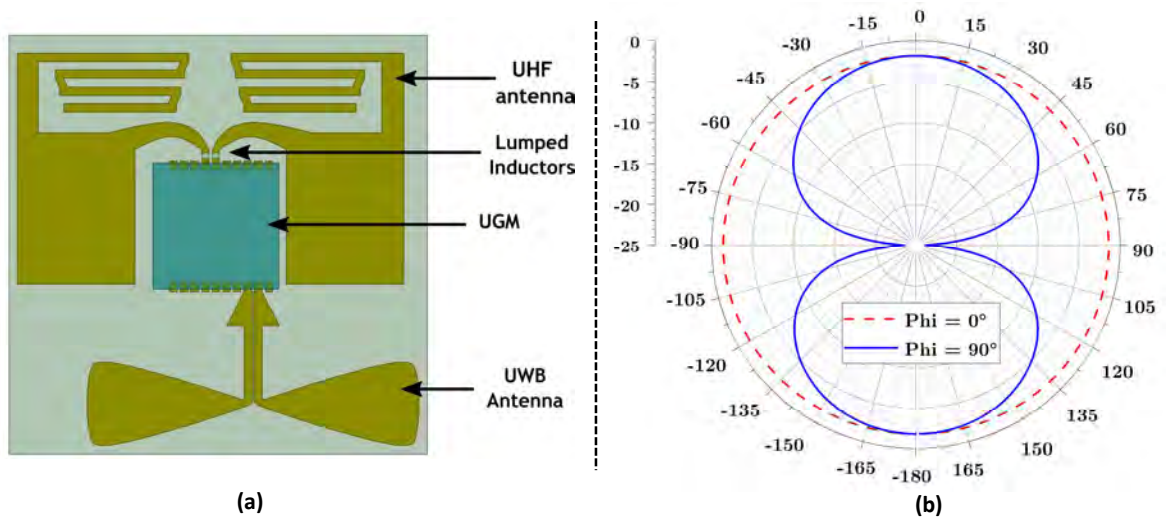 UHF
antenna
Lumped
Inductors
UGM
UWB
Antenna
(a)
0
-5
-10
-15
-20
-25
0
15
30
45
60
75
90
105
120
135
150
165
-180
-165
-150
-135
-120
-105
-90
-75
-60
-45
-30
-15
Phi = 0°
Phi = 90°
(b)